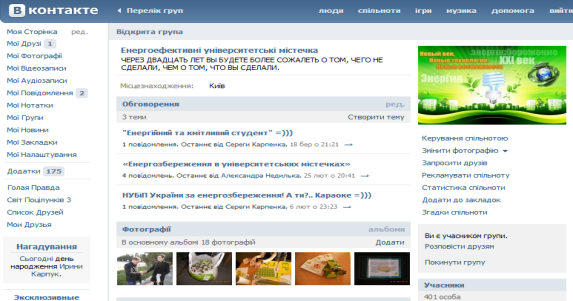 В контакте
Перелік груп
люди спільноти ігри музика допомога вийти
Моя Сторінка ред.
Мої Друзі 1
Мої Фотографії
Мої Відеозаписи
Мої Аудіозаписи
Мої Повідомлення 2
Мої Нотатки
Мої Групи
Мої Новини
Мої Закладки
Мої Налаштування
Додатки 175
Голая Правда
Світ Поцілунків 3
Список Друзей
Мои Друзья
Нагадування
Сьогодні день
народження Ирини
Карпук.
Эксклюзивные
Відкрита група
Енергоефективні університетські містечка
ЧЕРЕЗ ДВАДЦАТЬ ЛЕТ ВЫ БУДЕТЕ БОЛЕЕ СОЖАЛЕТЬ О ТОМ, ЧЕГО НЕ
СДЕЛАЛИ, ЧЕМ О ТОМ, ЧТО ВЫ СДЕЛАЛИ.
Місцезнаходження: Київ
Обговорення ред.
3 теми Створити тему
"Енергійний та кмітливий студент" =)))
1 повідомлення. Останнє від Сереги Карпенка, 18 бер о 21:21 →
«Енергозбереження в університетських містечках»
4 повідомлень. Останнє від Александра Недилька, 25 лют о 20:41 →
НУБіП України за енергозбереження! А ти?.. Караоке =)))
1 повідомлення. Останнє від Сереги Карпенка, 6 лют о 23:23 →
Фотографії альбоми
В основному альбомі 18 фотографій Додати
Новый век.
Новые технологии
XXI век.
Энергия
Керування спільнотою
Змінити фотографію
Запросити друзів
Рекламувати спільноту
Статистика спільноти
Додати до закладок
Згадки спільноти
Ви є учасником групи.
Розповісти друзям
Покинути групу
Учасники
401 особа